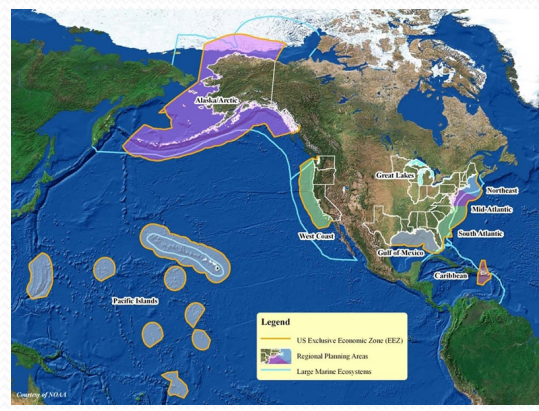 Alaska/Arctic
Great Lakes
Northeast
Mid-Atlantic
West Coast
South Atlantic
Gulf of Mexico
Caribbean
Pacific Islands
Legend
US Exclusive Economic Zone (EEZ)
Regional Planning Areas
Large Marine Ecosystems
Courtesy of NOAA